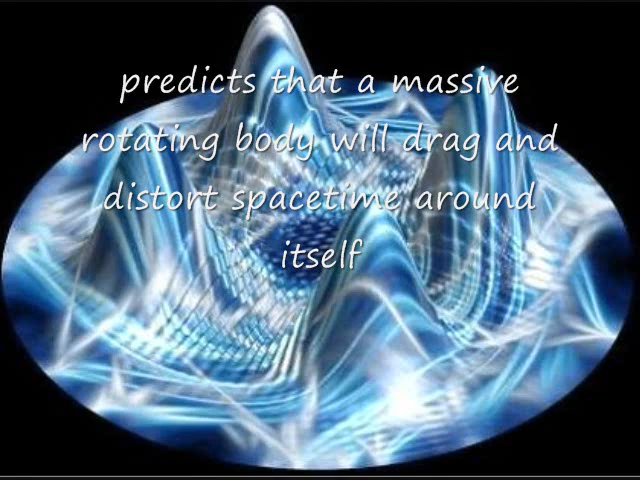 predicts that a massive
rotating body will drag and
distort spacetime around
itself